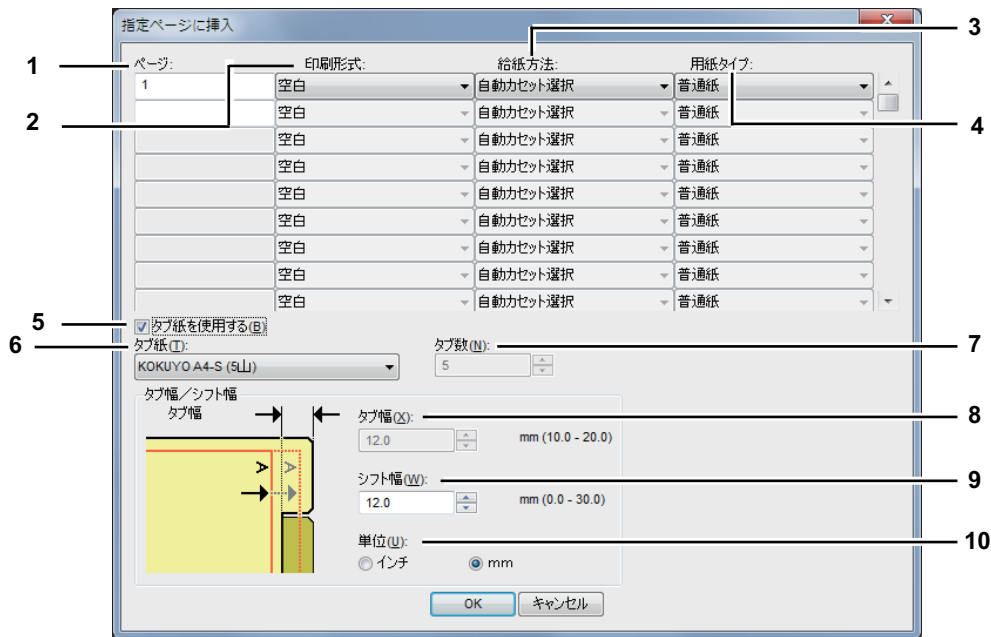 指定ページに挿入
ページ: 印刷形式: 給紙方法: 用紙タイプ:
1 空白 自動カセット選択 普通紙
空白 自動カセット選択 普通紙
空白 自動カセット選択 普通紙
空白 自動カセット選択 普通紙
空白 自動カセット選択 普通紙
空白 自動カセット選択 普通紙
空白 自動カセット選択 普通紙
空白 自動カセット選択 普通紙
空白 自動カセット選択 普通紙
タブ紙を使用する(B)
タブ紙(T): タブ数(N):
KOKUYO A4-S (5山) 5
タブ幅/シフト幅
タブ幅
A A
タブ幅(X):
12.0 mm (10.0 - 20.0)
シフト幅(W):
12.0 mm (0.0 - 30.0)
単位(U):
インチ mm
OK キャンセル
1
2
3
4
5
6
7
8
9
10